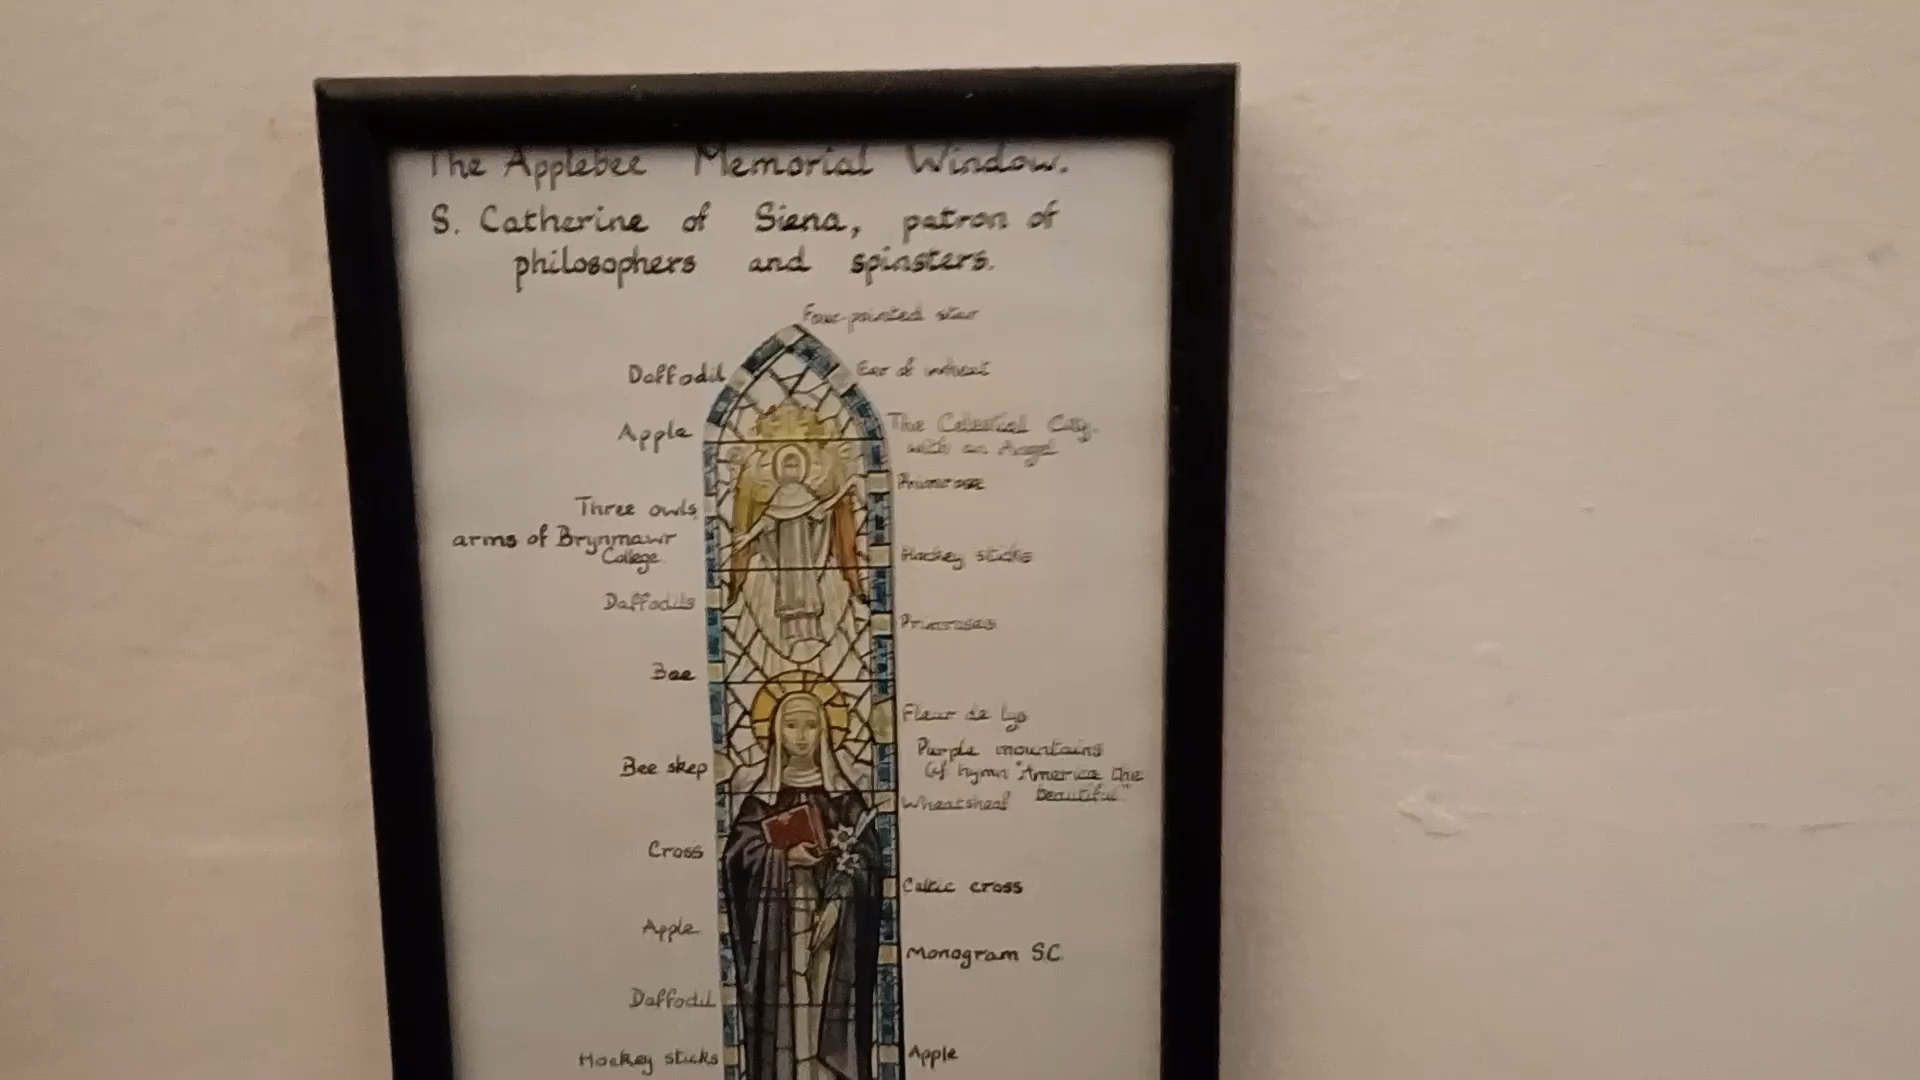 The Applebee Memorial Window.
S. Catherine of Siena, patron of
philosophers and spinsters.
Four-pointed star
Daffodil
Ear of wheat
Apple
The Celestial City
with an Angel
Primrose
Three owls,
arms of Brynmawr
College
Hockey sticks
Daffodils
Primroses
Bee
Fleur de lys
Purple mountains
of hymn "America the
beautiful"
Bee skep
Wheatsheaf
Cross
Celtic cross
Apple
Monogram S.C
Daffodil
Hockey sticks
Apple